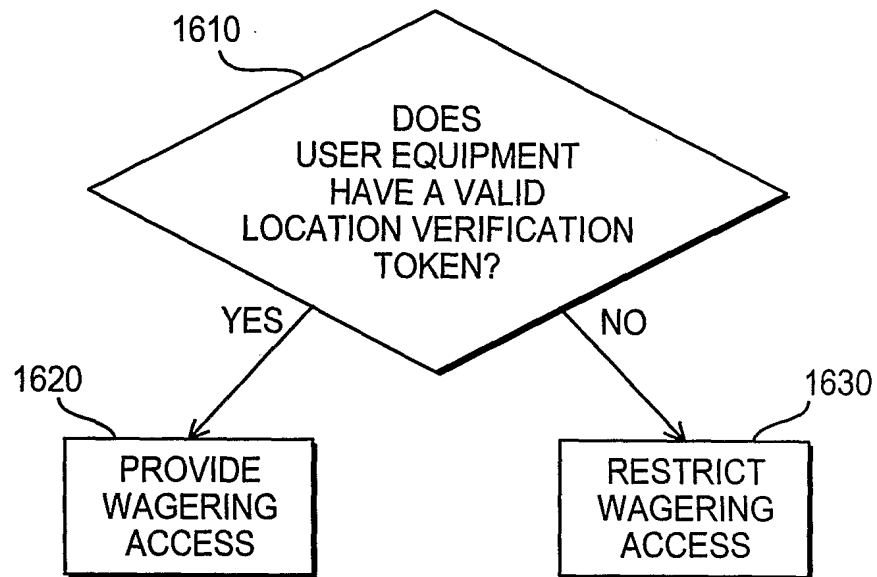 1610
DOES
USER EQUIPMENT
HAVE A VALID
LOCATION VERIFICATION
TOKEN?
YES
NO
1620
1630
PROVIDE
WAGERING
ACCESS
RESTRICT
WAGERING
ACCESS